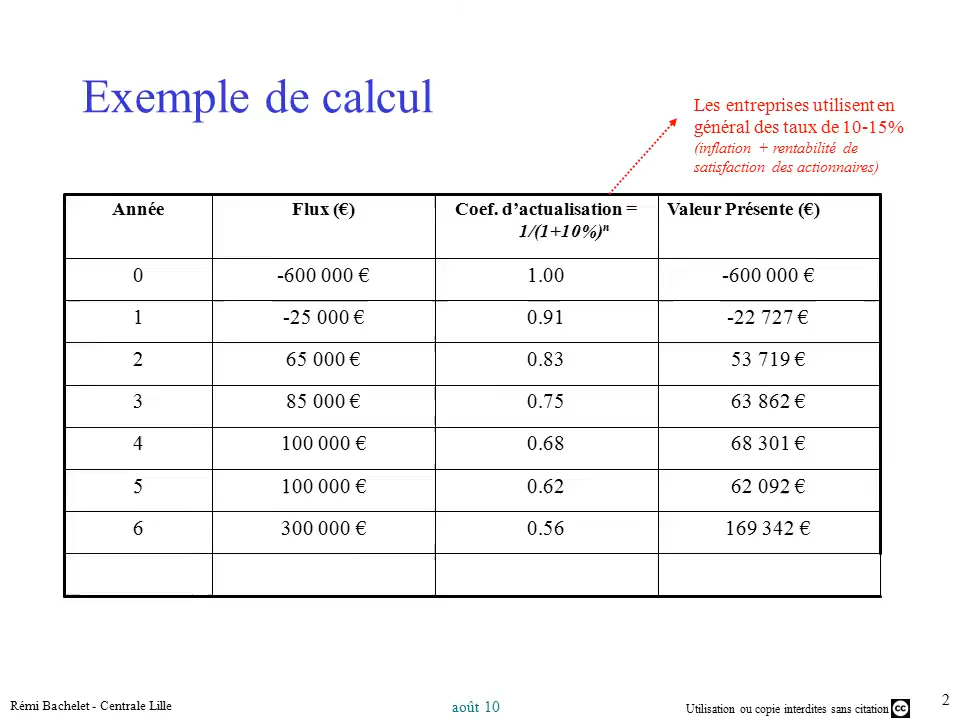 Exemple de calcul
Les entreprises utilisent en
général des taux de 10-15%
(inflation + rentabilité de
satisfaction des actionnaires)
Année Flux (€) Coef. d’actualisation = Valeur Présente (€)
1/(1+10%)ⁿ
0 -600 000 € 1.00 -600 000 €
1 -25 000 € 0.91 -22 727 €
2 65 000 € 0.83 53 719 €
3 85 000 € 0.75 63 862 €
4 100 000 € 0.68 68 301 €
5 100 000 € 0.62 62 092 €
6 300 000 € 0.56 169 342 €
Rémi Bachelet - Centrale Lille août 10 Utilisation ou copie interdites sans citation cc 2